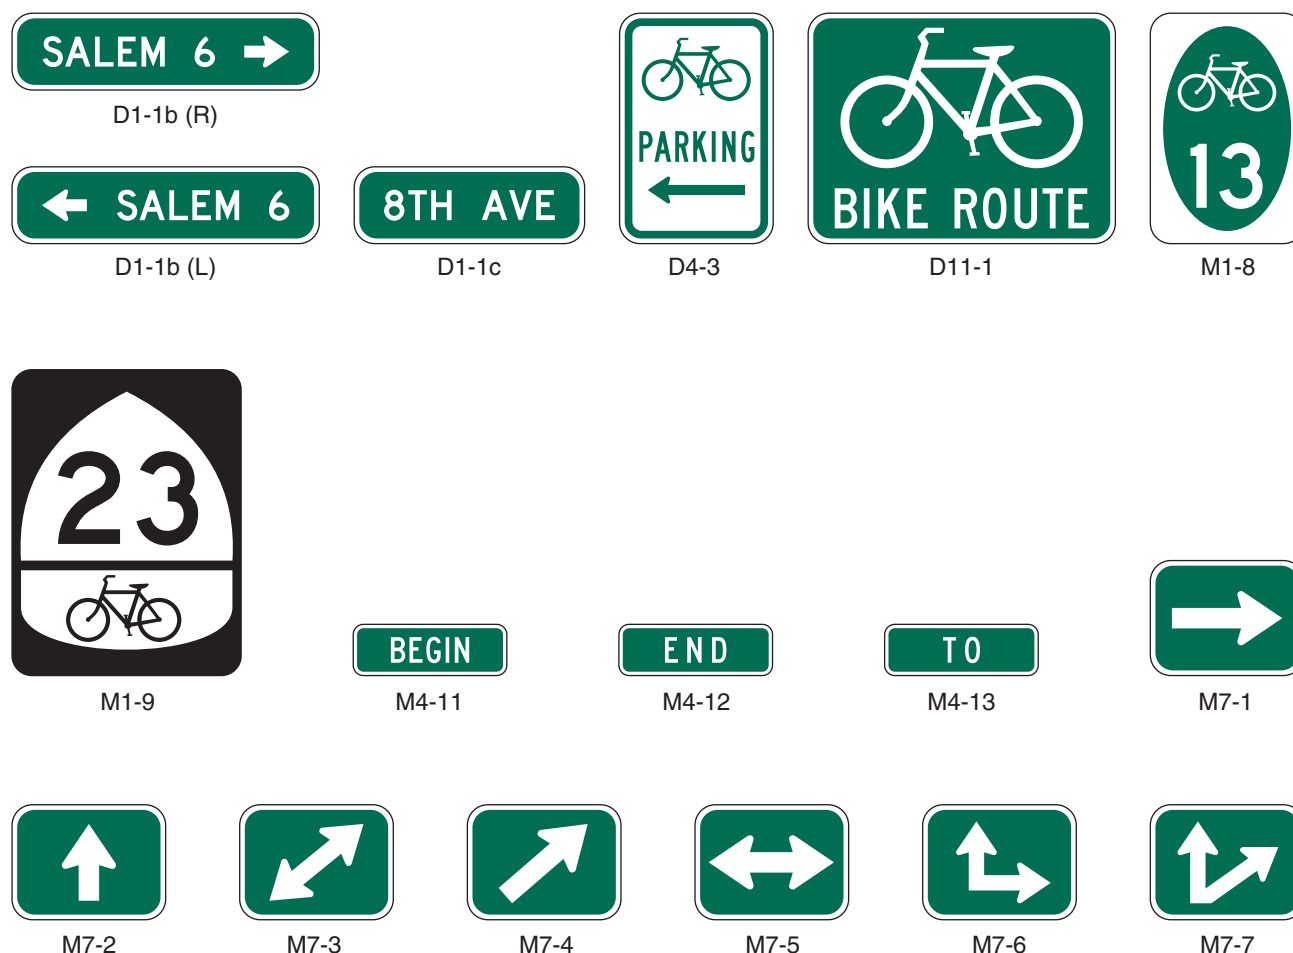 SALEM 6
D1-1b (R)
SALEM 6
D1-1b (L)
8TH AVE
D1-1c
PARKING
D4-3
BIKE ROUTE
D11-1
13
M1-8
23
M1-9
BEGIN
M4-11
END
M4-12
TO
M4-13
M7-1
M7-2
M7-3
M7-4
M7-5
M7-6
M7-7